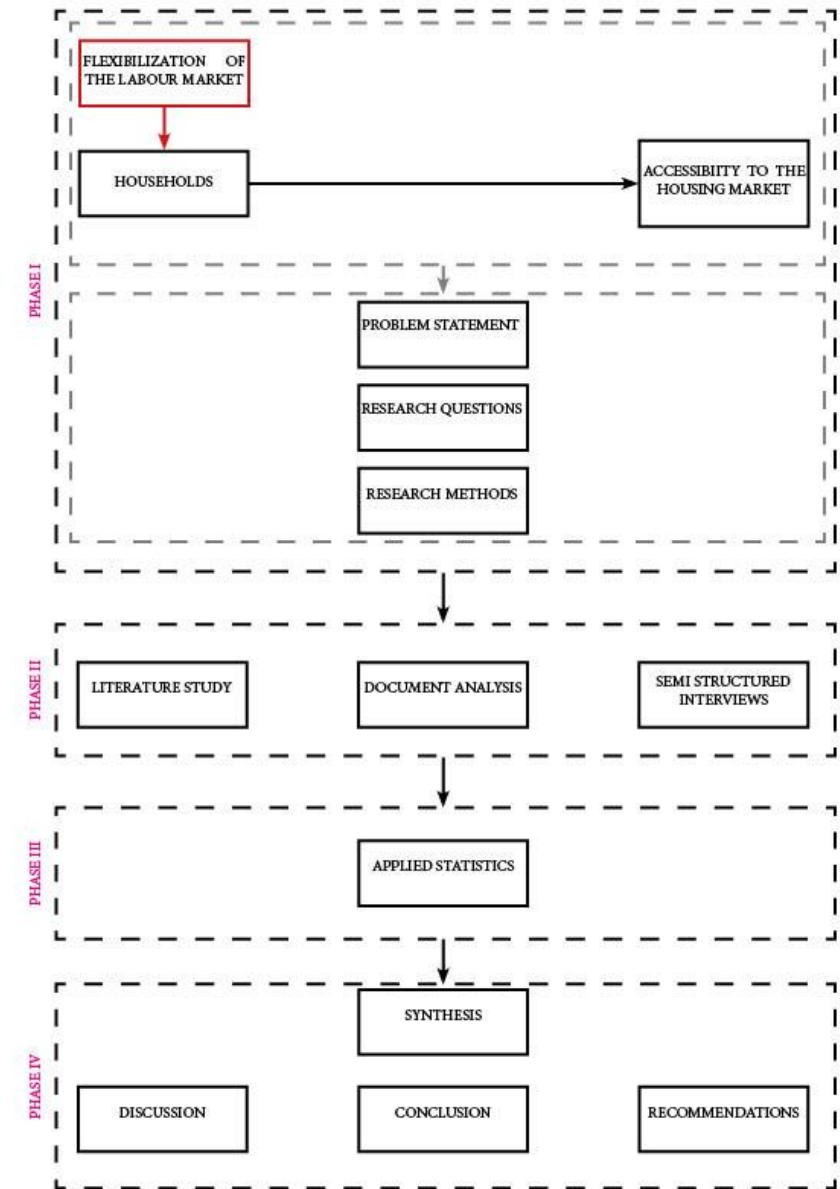 FLEXIBILIZATION OF
THE LABOUR MARKET
HOUSEHOLDS
ACCESSIBIITY TO THE
HOUSING MARKET
PHASE I
PROBLEM STATEMENT
RESEARCH QUESTIONS
RESEARCH METHODS
PHASE II
LITERATURE STUDY
DOCUMENT ANALYSIS
SEMI STRUCTURED
INTERVIEWS
PHASE III
APPLIED STATISTICS
PHASE IV
SYNTHESIS
DISCUSSION
CONCLUSION
RECOMMENDATIONS